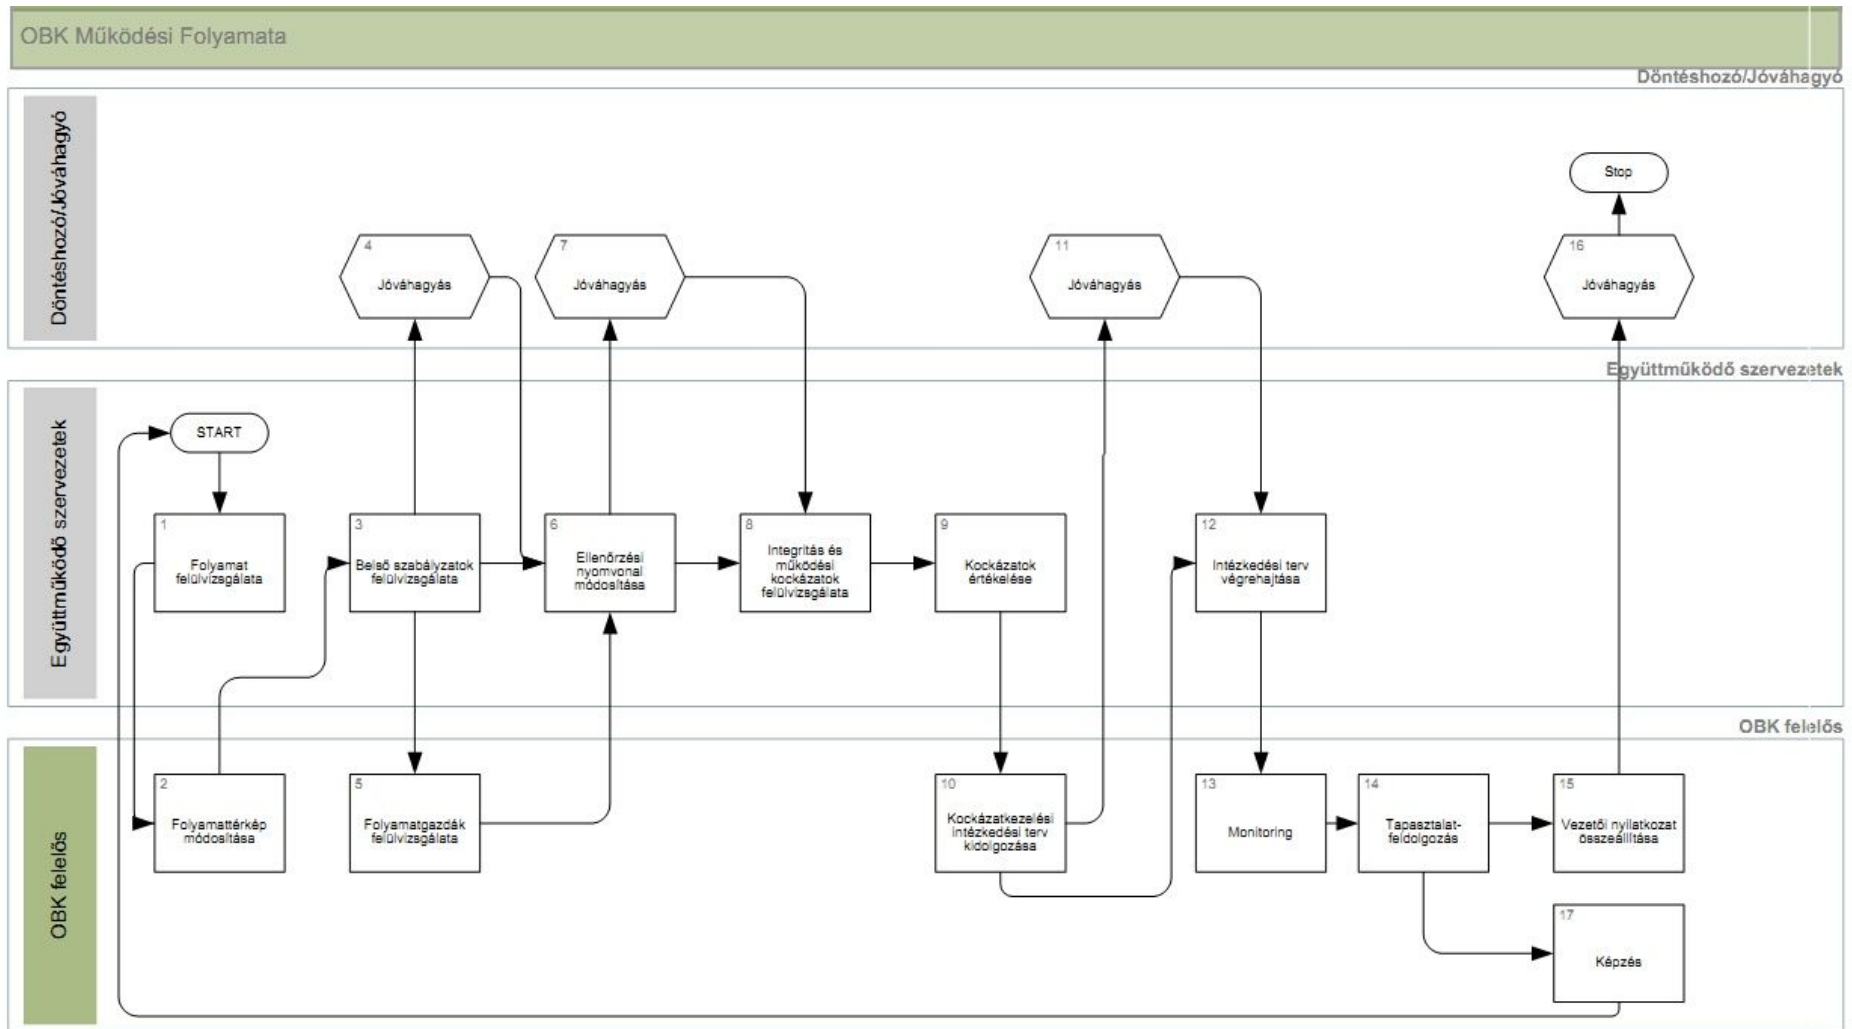 OBK Működési Folyamata
Döntéshozó/Jóváhagyó
Döntéshozó/Jóváhagyó
Stop
4
Jóváhagyás
7
Jóváhagyás
11
Jóváhagyás
16
Jóváhagyás
Együttműködő szervezetek
Együttműködő szervezetek
START
1
Folyamat
felülvizsgálata
3
Belső szabályzatok
felülvizsgálata
6
Ellenőrzési
nyomvonal
módosítása
8
Integritás és
működési
kockázatok
felülvizsgálata
9
Kockázatok
értékelése
12
Intézkedési terv
végrehajtása
OBK felelős
OBK felelős
2
Folyamattérkép
módosítása
5
Folyamatgazdák
felülvizsgálata
10
Kockázatkezelési
intézkedési terv
kidolgozása
13
Monitoring
14
Tapasztalat-
feldolgozás
15
Vezetői nyilatkozat
összeállítása
17
Képzés